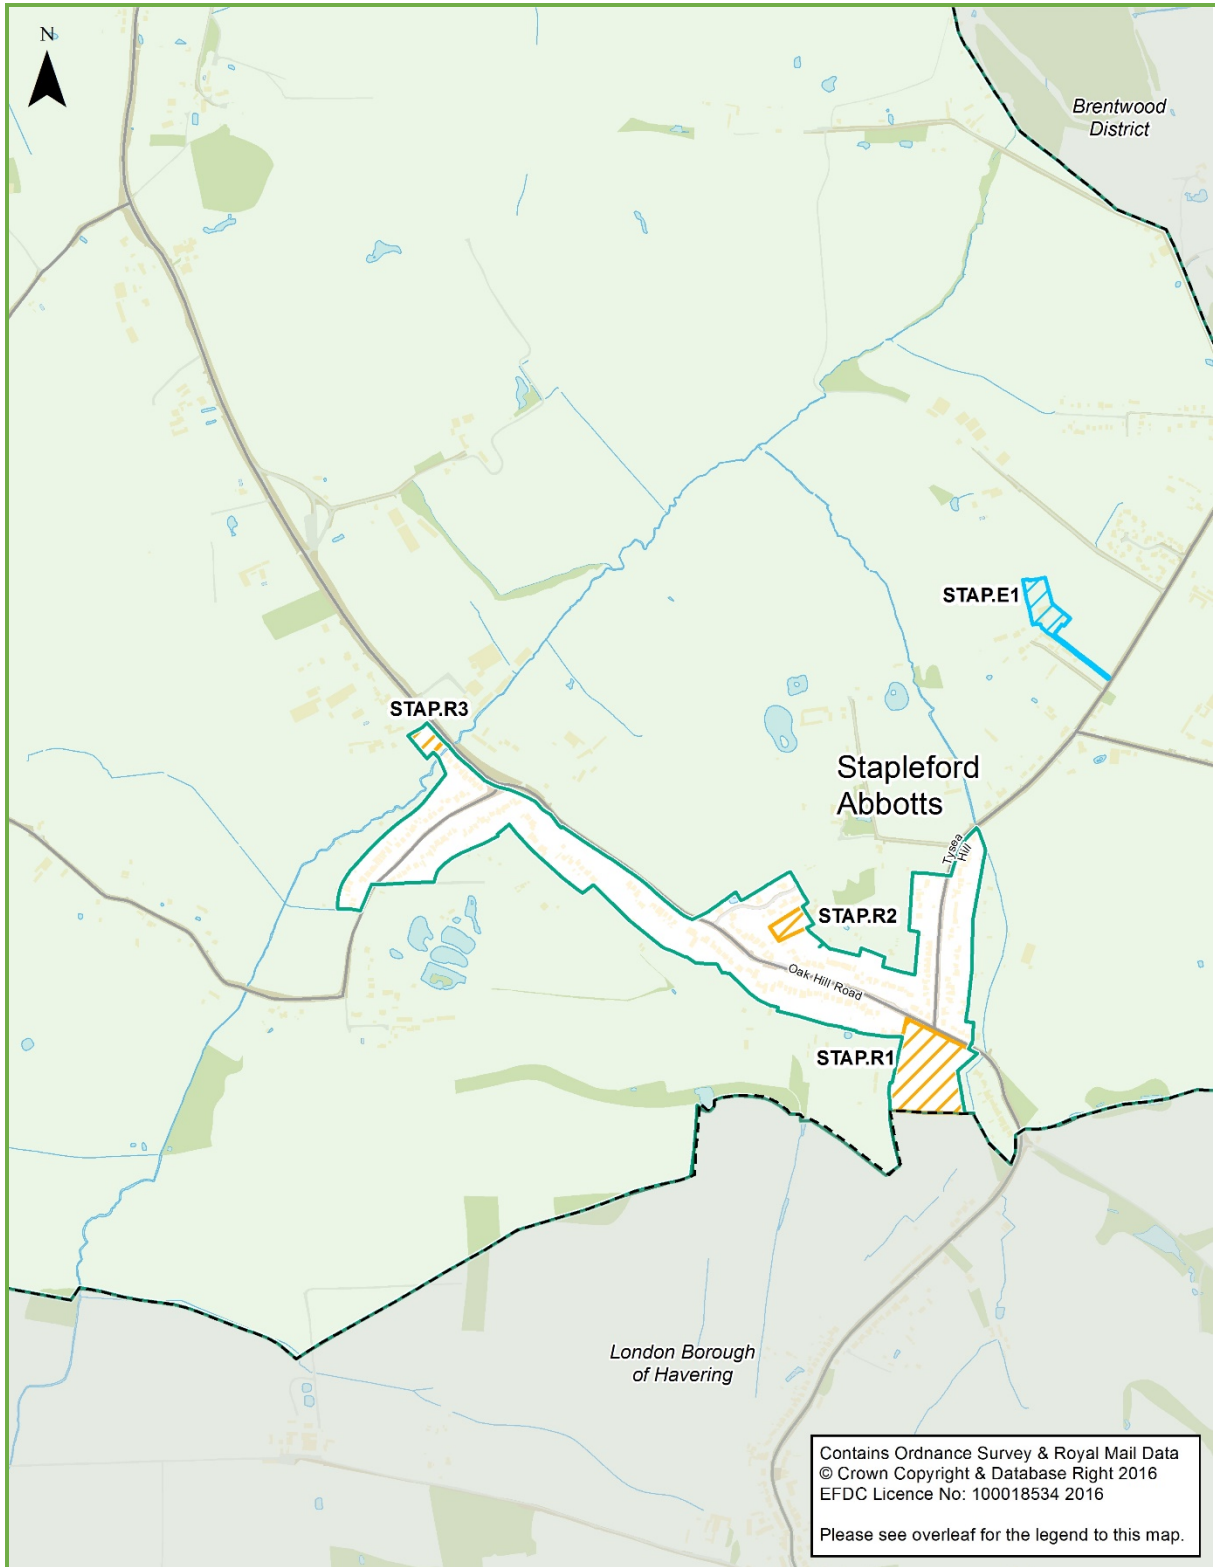 N
Brentwood
District
STAP.E1
STAP.R3
Stapleford
Abbotts
Tysea
Hill
STAP.R2
Oak Hill Road
STAP.R1
London Borough
of Havering
Contains Ordnance Survey & Royal Mail Data
© Crown Copyright & Database Right 2016
EFDC Licence No: 100018534 2016
Please see overleaf for the legend to this map.